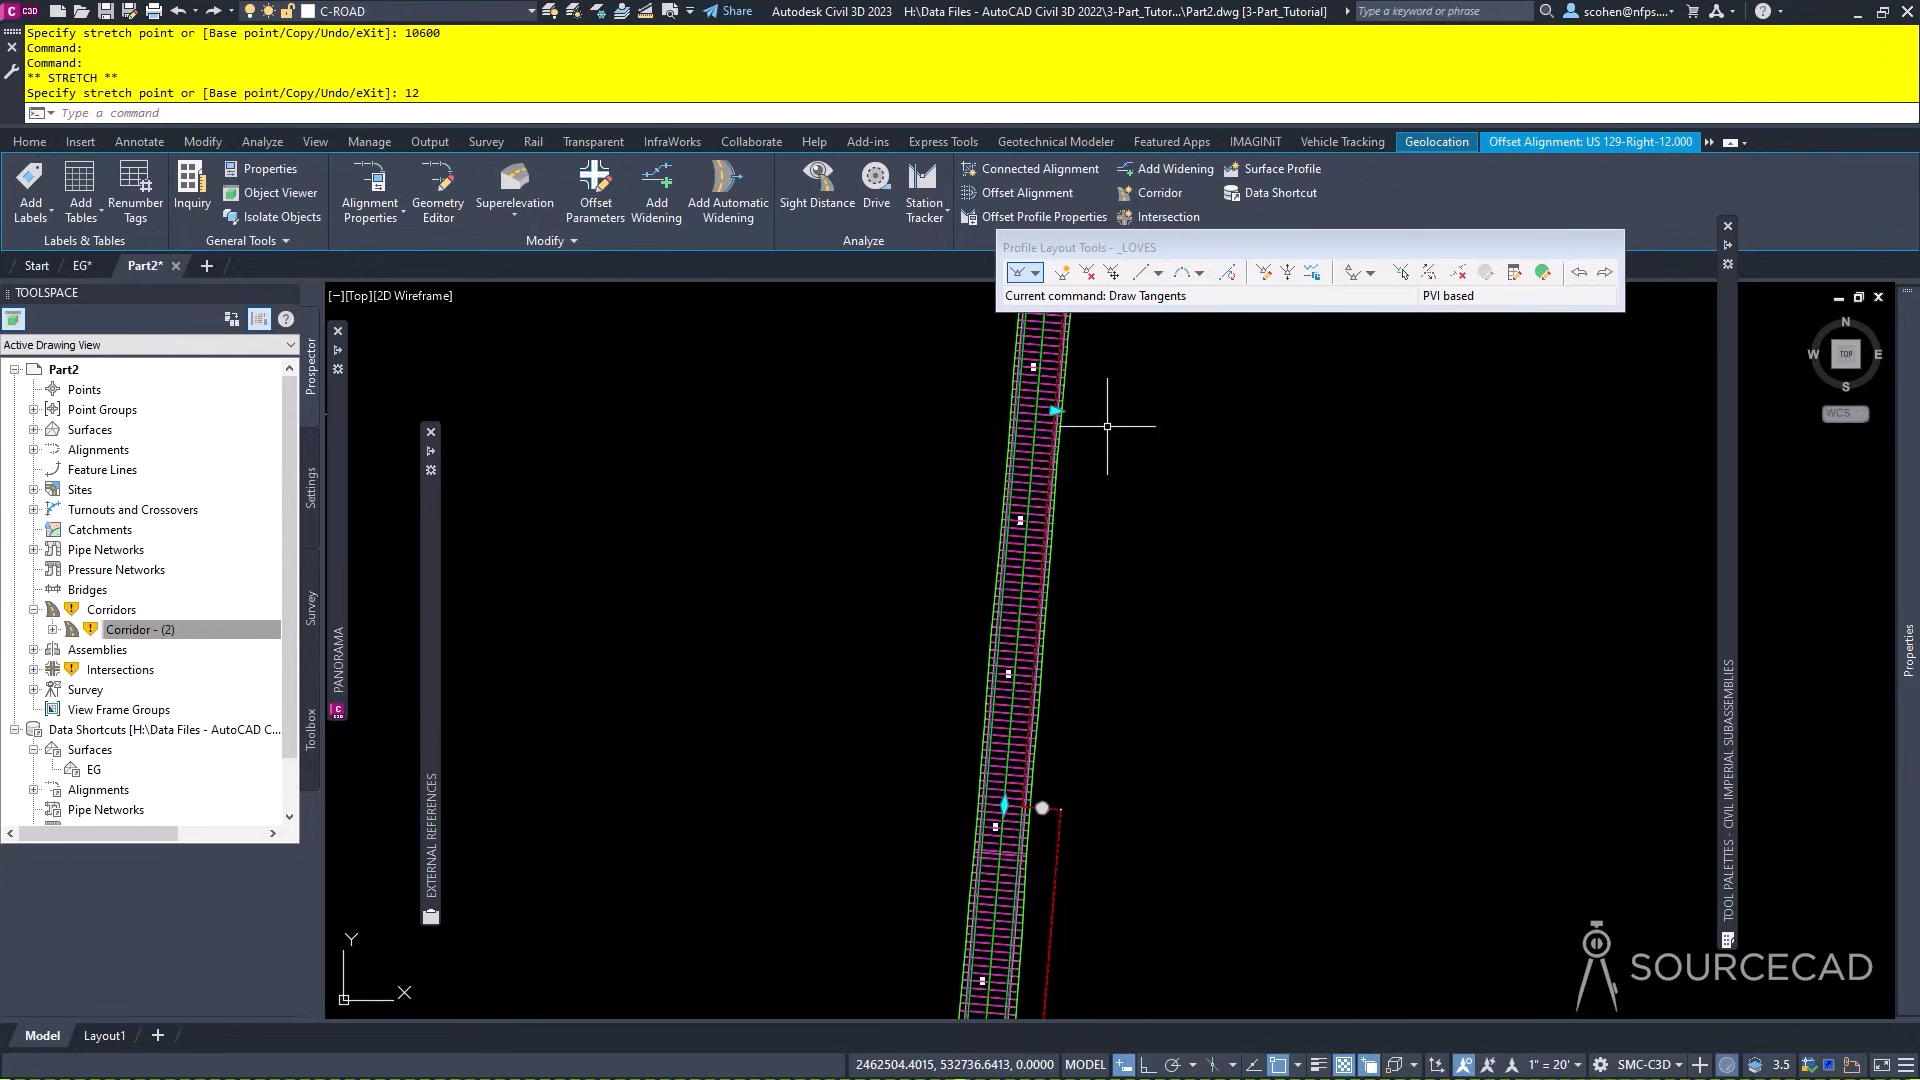 C3D C-ROAD Share Autodesk Civil 3D 2023 H:\Data Files - AutoCAD Civil 3D 2022\3-Part_Tutor...\Part2.dwg [3-Part_Tutorial] Type a keyword or phrase scohen@nfps....
Specify stretch point or [Base point/Copy/Undo/eXit]: 10600
Command:
Command:
** STRETCH **
Specify stretch point or [Base point/Copy/Undo/eXit]: 12
Type a command
Home Insert Annotate Modify Analyze View Manage Output Survey Rail Transparent InfraWorks Collaborate Help Add-ins Express Tools Geotechnical Modeler Featured Apps IMAGINiT Vehicle Tracking Geolocation Offset Alignment: US 129-Right-12.000
Add Labels
Add Tables
Renumber Tags
Labels & Tables
Inquiry
Properties
Object Viewer
Isolate Objects
General Tools
Alignment Properties
Geometry Editor
Superelevation
Offset Parameters
Add Widening
Add Automatic Widening
Modify
Sight Distance
Drive
Station Tracker
Analyze
Connected Alignment Add Widening Surface Profile
Offset Alignment Corridor Data Shortcut
Offset Profile Properties Intersection
Profile Layout Tools - _LOVES
Current command: Draw Tangents PVI based
Start EG* Part2*
TOOLSPACE
Active Drawing View
Part2
Points
Point Groups
Surfaces
Alignments
Feature Lines
Sites
Turnouts and Crossovers
Catchments
Pipe Networks
Pressure Networks
Bridges
Corridors
Corridor - (2)
Assemblies
Intersections
Survey
View Frame Groups
Data Shortcuts [H:\Data Files - AutoCAD C...
Surfaces
EG
Alignments
Pipe Networks
Prospector
Settings
Survey
Toolbox
[−][Top][2D Wireframe]
PANORAMA
C3D
EXTERNAL REFERENCES
N
W TOP E
S
WCS
Properties
TOOL PALETTES - CIVIL IMPERIAL SUBASSEMBLIES
Y
X
SOURCECAD
Model Layout1
2462504.4015, 532736.6413, 0.0000 MODEL 1" = 20' SMC-C3D 3.5